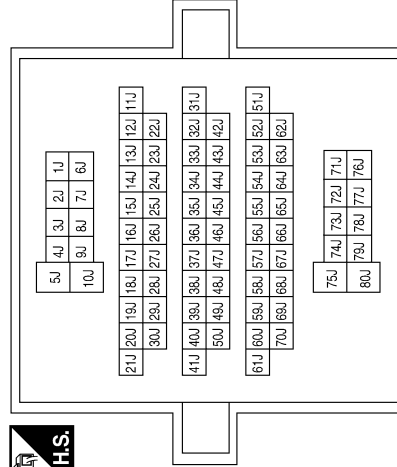 H.S.
5J 4J 3J 2J 1J
10J 9J 8J 7J 6J
21J 20J 19J 18J 17J 16J 15J 14J 13J 12J 11J
30J 29J 28J 27J 26J 25J 24J 23J 22J
41J 40J 39J 38J 37J 36J 35J 34J 33J 32J 31J
50J 49J 48J 47J 46J 45J 44J 43J 42J
61J 60J 59J 58J 57J 56J 55J 54J 53J 52J 51J
70J 69J 68J 67J 66J 65J 64J 63J 62J
75J 74J 73J 72J 71J
80J 79J 78J 77J 76J